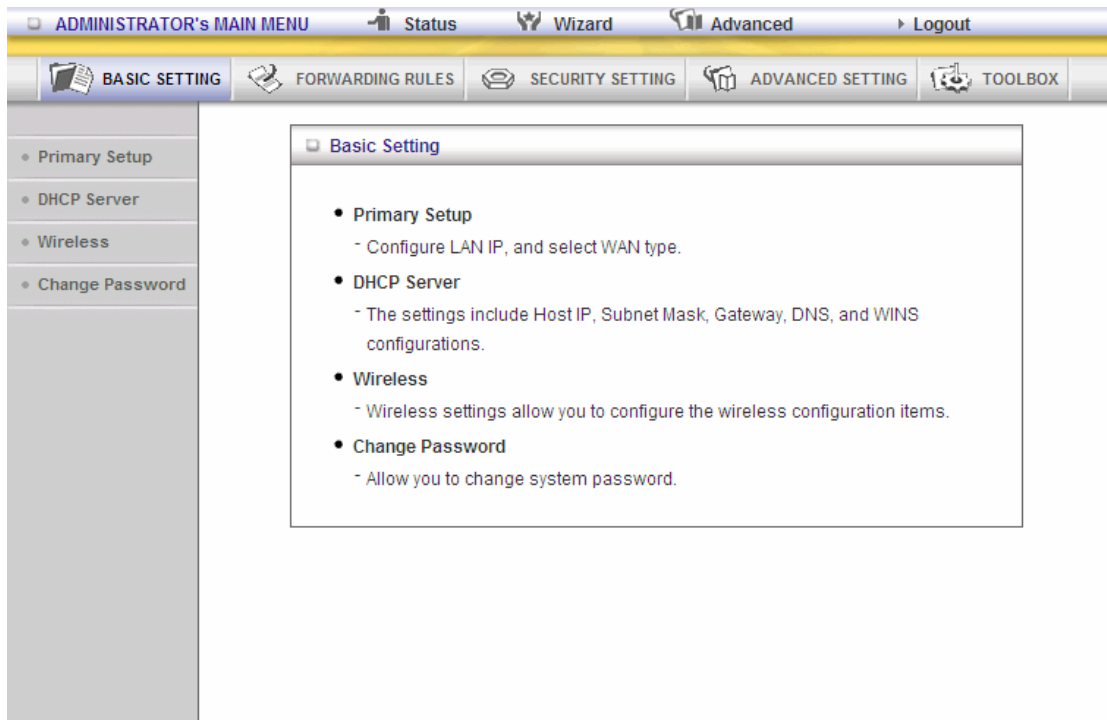 ADMINISTRATOR's MAIN MENU Status Wizard Advanced Logout
BASIC SETTING FORWARDING RULES SECURITY SETTING ADVANCED SETTING TOOLBOX
Primary Setup
DHCP Server
Wireless
Change Password
Basic Setting
• Primary Setup
- Configure LAN IP, and select WAN type.
• DHCP Server
- The settings include Host IP, Subnet Mask, Gateway, DNS, and WINS
configurations.
• Wireless
- Wireless settings allow you to configure the wireless configuration items.
• Change Password
- Allow you to change system password.